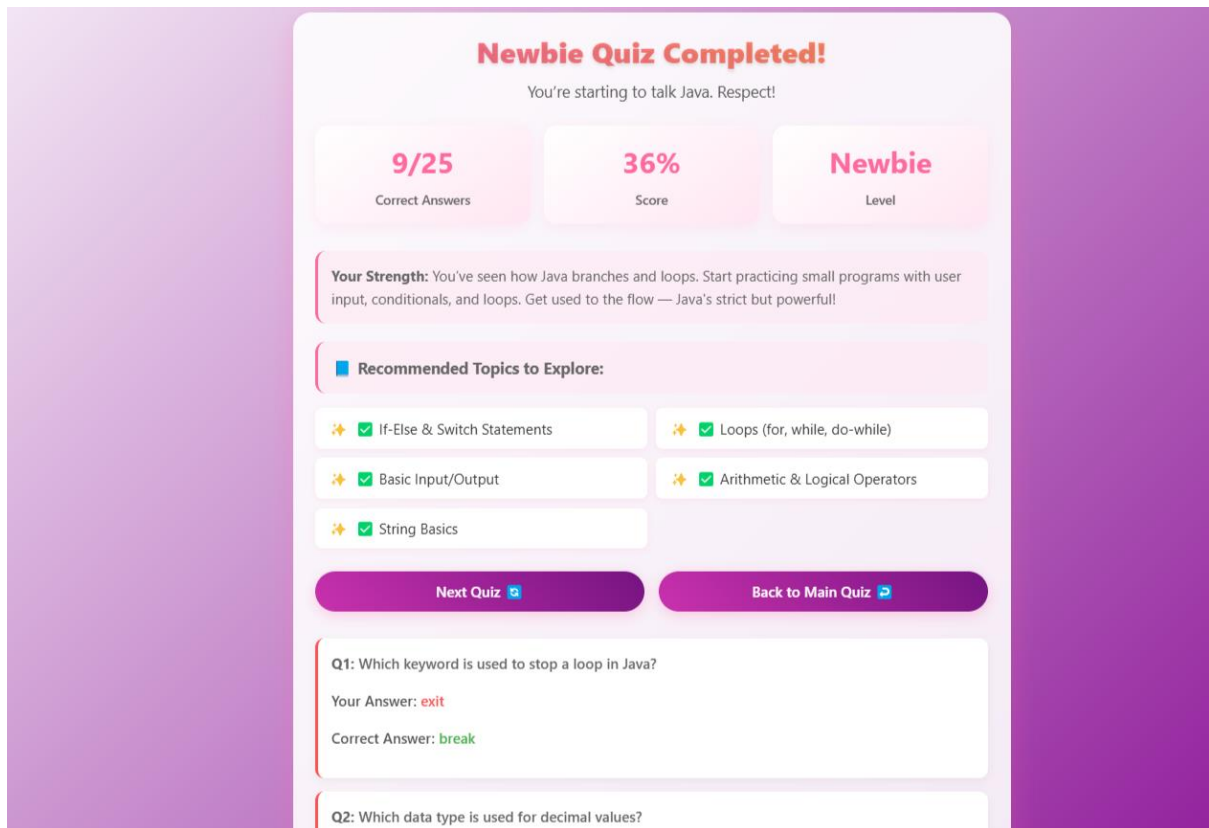 Newbie Quiz Completed!
You're starting to talk Java. Respect!
9/25
Correct Answers
36%
Score
Newbie
Level
Your Strength: You've seen how Java branches and loops. Start practicing small programs with user
input, conditionals, and loops. Get used to the flow — Java's strict but powerful!
Recommended Topics to Explore:
If-Else & Switch Statements
Loops (for, while, do-while)
Basic Input/Output
Arithmetic & Logical Operators
String Basics
Next Quiz
Back to Main Quiz
Q1: Which keyword is used to stop a loop in Java?
Your Answer: exit
Correct Answer: break
Q2: Which data type is used for decimal values?